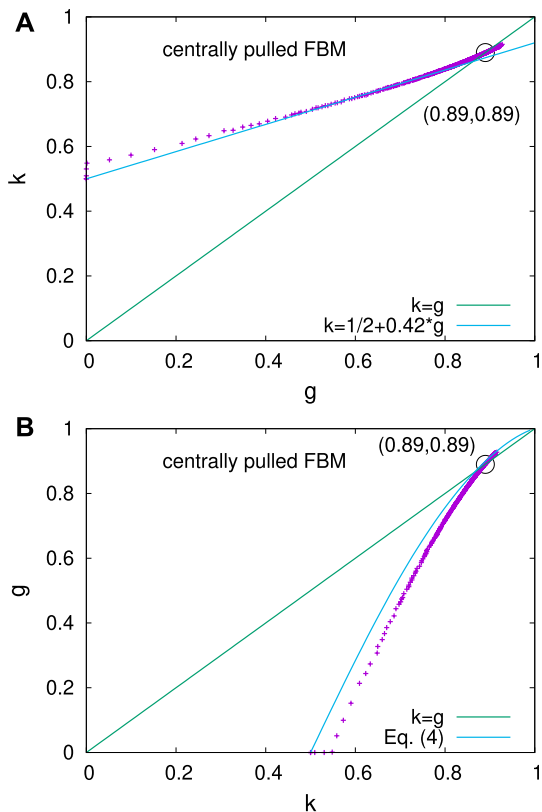 A
centrally pulled FBM
(0.89,0.89)
k
1
0.8
0.6
0.4
0.2
0
k=g
k=1/2+0.42*g
0 0.2 0.4 0.6 0.8 1
g
B
(0.89,0.89)
centrally pulled FBM
g
1
0.8
0.6
0.4
0.2
0
k=g
Eq. (4)
0 0.2 0.4 0.6 0.8 1
k